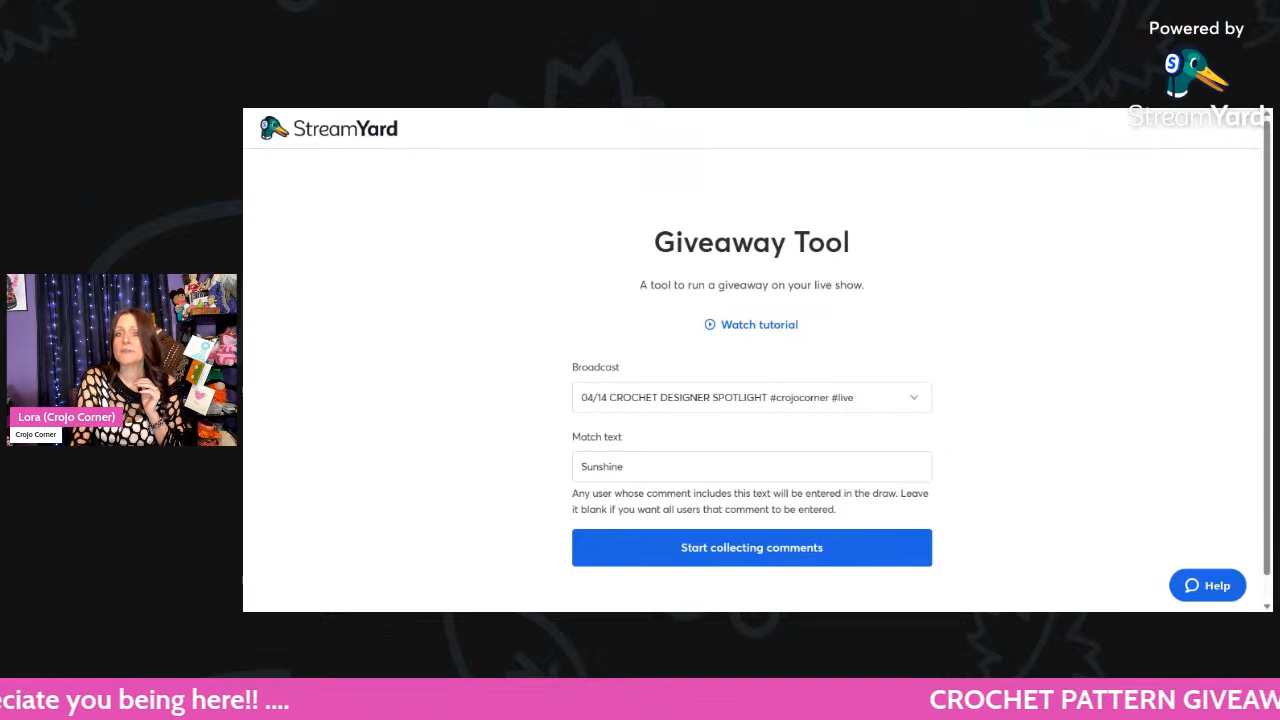 Powered by
StreamYard
StreamYard
Giveaway Tool
A tool to run a giveaway on your live show.
Watch tutorial
Broadcast
04/14 CROCHET DESIGNER SPOTLIGHT #crojocorner #live
Match text
Sunshine
Any user whose comment includes this text will be entered in the draw. Leave
it blank if you want all users that comment to be entered.
Start collecting comments
Help
Lora (Crojo Corner)
Crojo Corner
eciate you being here!! ....
CROCHET PATTERN GIVEAW